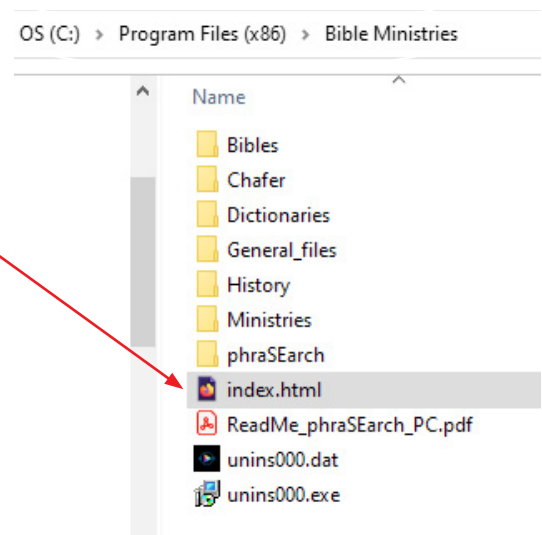 OS (C:) > Program Files (x86) > Bible Ministries
Name
Bibles
Chafer
Dictionaries
General_files
History
Ministries
phraSEarch
index.html
ReadMe_phraSEarch_PC.pdf
unins000.dat
unins000.exe